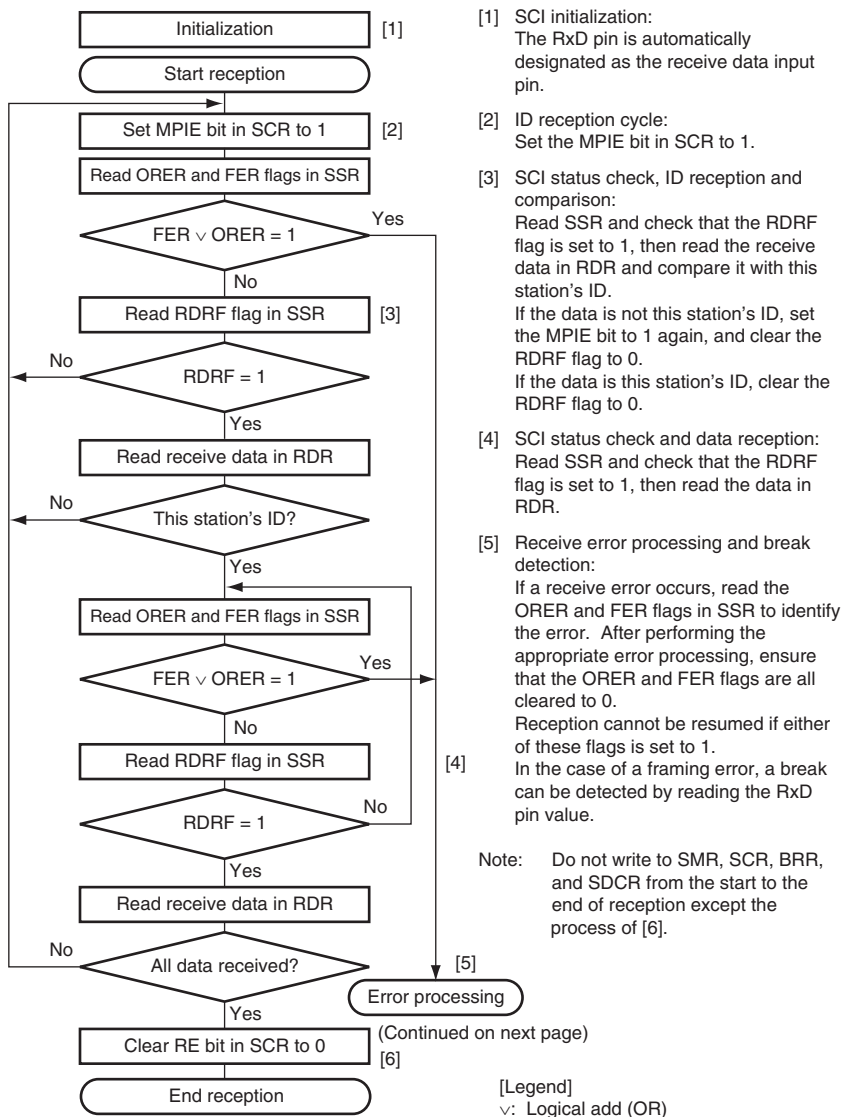 Initialization
[1]
Start reception
Set MPIE bit in SCR to 1
[2]
Read ORER and FER flags in SSR
FER ∨ ORER = 1
Yes
No
Read RDRF flag in SSR
[3]
No
RDRF = 1
Yes
Read receive data in RDR
No
This station's ID?
Yes
Read ORER and FER flags in SSR
FER ∨ ORER = 1
Yes
No
Read RDRF flag in SSR
[4]
RDRF = 1
No
Yes
Read receive data in RDR
No
All data received?
[5]
Error processing
Yes
(Continued on next page)
Clear RE bit in SCR to 0
[6]
End reception
[1] SCI initialization:
The RxD pin is automatically
designated as the receive data input
pin.
[2] ID reception cycle:
Set the MPIE bit in SCR to 1.
[3] SCI status check, ID reception and
comparison:
Read SSR and check that the RDRF
flag is set to 1, then read the receive
data in RDR and compare it with this
station's ID.
If the data is not this station's ID, set
the MPIE bit to 1 again, and clear the
RDRF flag to 0.
If the data is this station's ID, clear the
RDRF flag to 0.
[4] SCI status check and data reception:
Read SSR and check that the RDRF
flag is set to 1, then read the data in
RDR.
[5] Receive error processing and break
detection:
If a receive error occurs, read the
ORER and FER flags in SSR to identify
the error. After performing the
appropriate error processing, ensure
that the ORER and FER flags are all
cleared to 0.
Reception cannot be resumed if either
of these flags is set to 1.
In the case of a framing error, a break
can be detected by reading the RxD
pin value.
Note: Do not write to SMR, SCR, BRR,
and SDCR from the start to the
end of reception except the
process of [6].
[Legend]
∨: Logical add (OR)